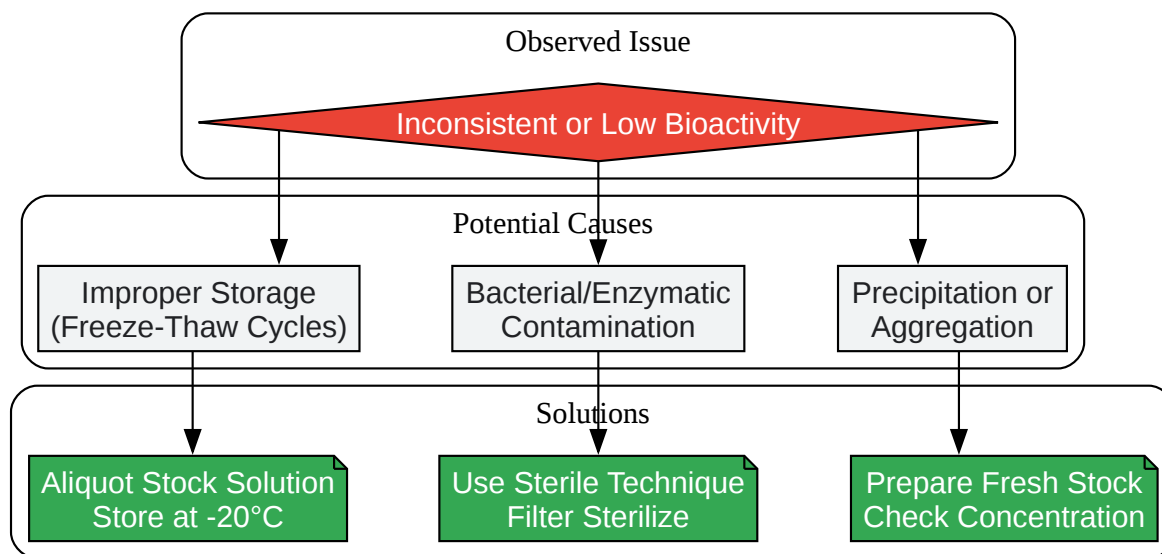 Observed Issue
Inconsistent or Low Bioactivity
Potential Causes
Improper Storage
(Freeze-Thaw Cycles)
Bacterial/Enzymatic
Contamination
Precipitation or
Aggregation
Solutions
Aliquot Stock Solution
Store at -20°C
Use Sterile Technique
Filter Sterilize
Prepare Fresh Stock
Check Concentration